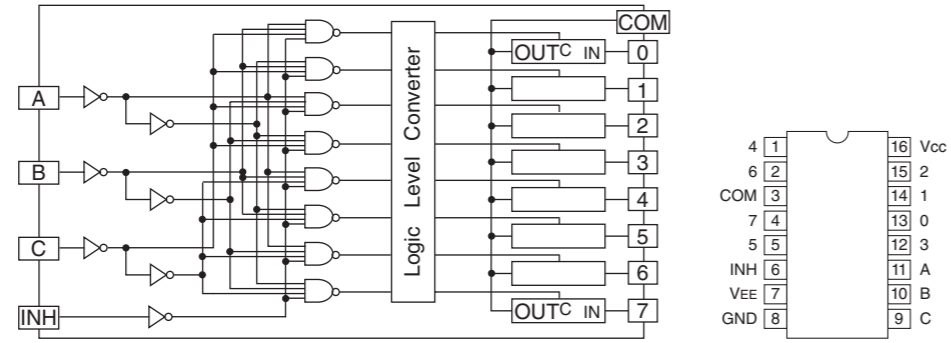 COM
OUT C IN 0
1
A
2
Logic Level Converter
3
B
4
5
C
6
INH
OUT C IN 7
4 1 16 Vcc
6 2 15 2
COM 3 14 1
7 4 13 0
5 5 12 3
INH 6 11 A
VEE 7 10 B
GND 8 9 C